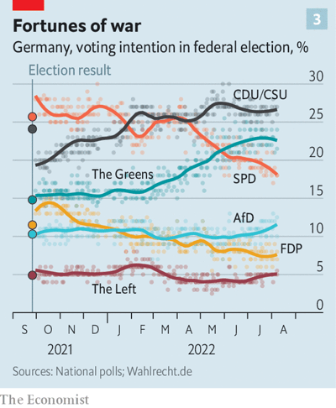 Fortunes of war
3
Germany, voting intention in federal election, %
Election result
30
CDU/CSU
25
20
The Greens
SPD
15
AfD
10
FDP
5
The Left
0
S O N D J F M A M J J A
2021 2022
Sources: National polls; Wahlrecht.de
The Economist